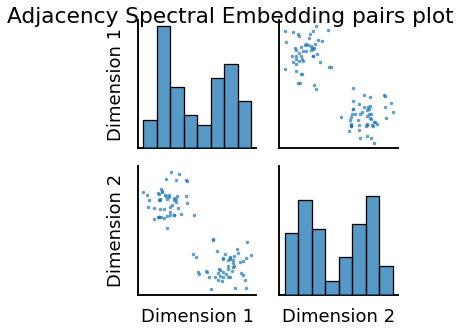 Adjacency Spectral Embedding pairs plot
Dimension 1
Dimension 2
Dimension 1
Dimension 2